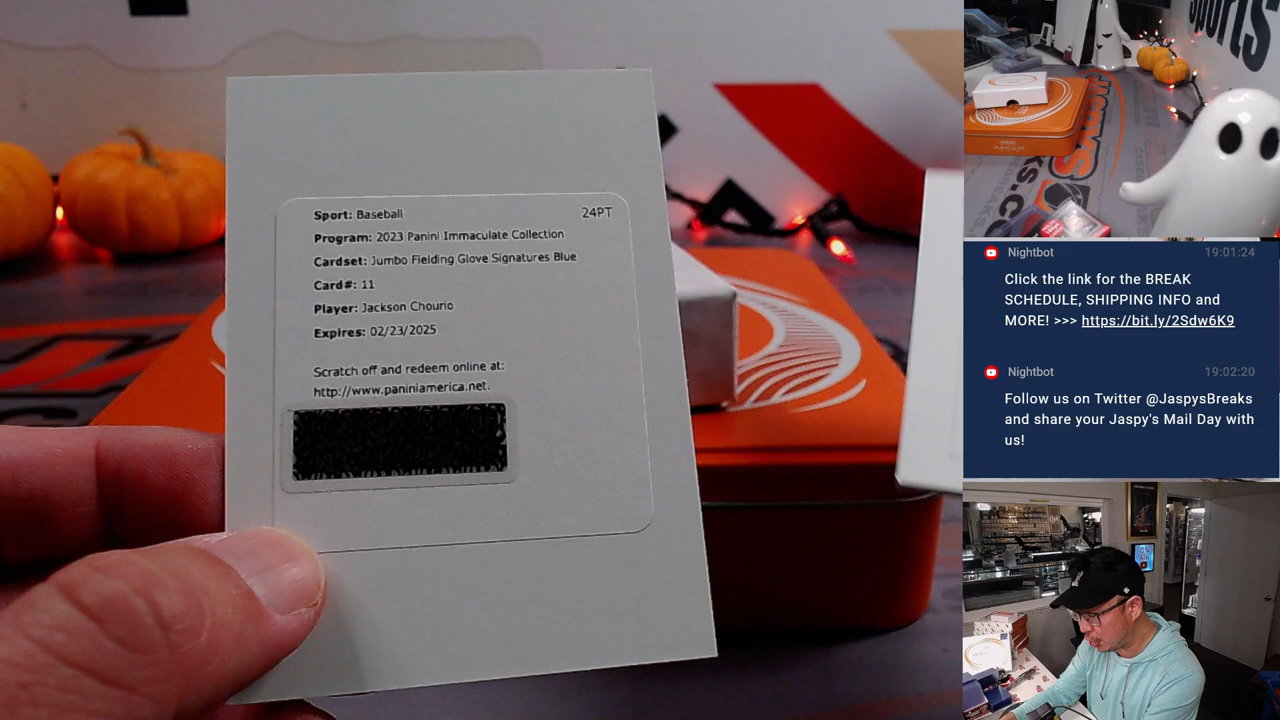 Sport: Baseball 24PT
Program: 2023 Panini Immaculate Collection
Cardset: Jumbo Fielding Glove Signatures Blue
Card#: 11
Player: Jackson Chourio
Expires: 02/23/2025
Scratch off and redeem online at:
http://www.paniniamerica.net.
sports
Nightbot 19:01:24
Click the link for the BREAK
SCHEDULE, SHIPPING INFO and
MORE! >>> https://bit.ly/2Sdw6K9
Nightbot 19:02:20
Follow us on Twitter @JaspysBreaks
and share your Jaspy's Mail Day with
us!